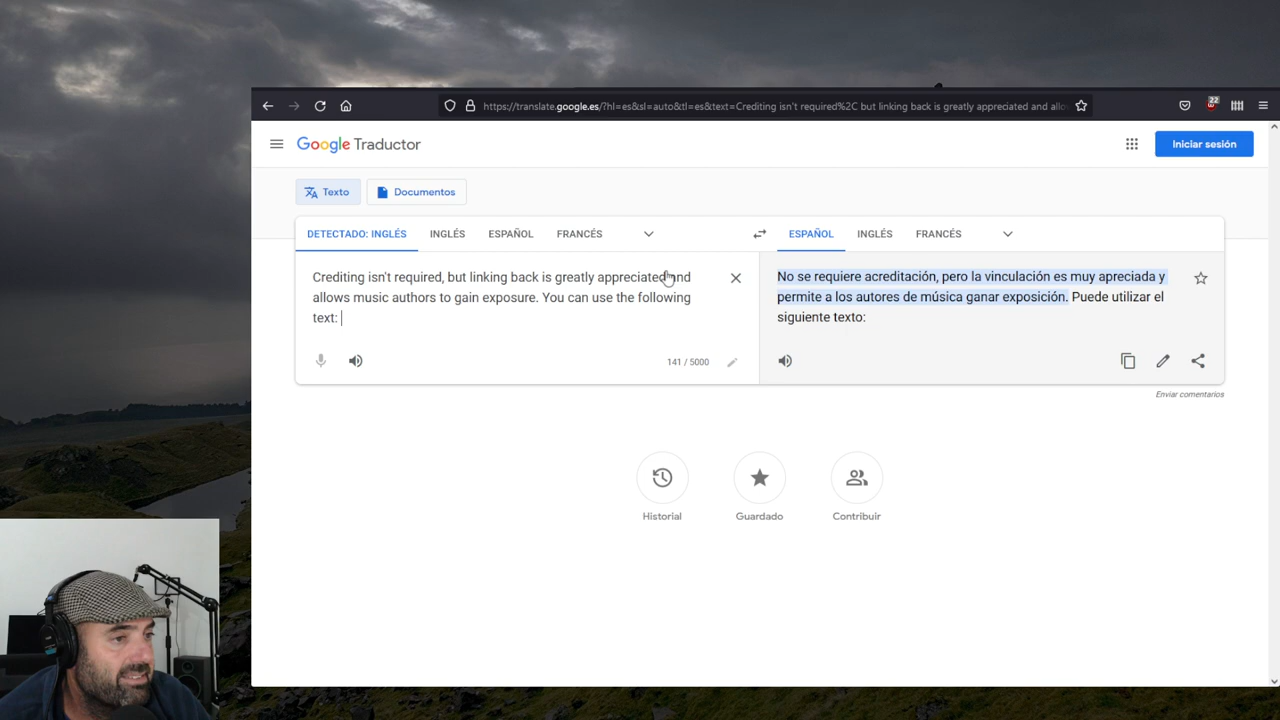 https://translate.google.es/?hl=es&sl=auto&tl=es&text=Crediting isn't required%2C but linking back is greatly appreciated and allo
22
Google Traductor
Iniciar sesión
Texto
Documentos
DETECTADO: INGLÉS
INGLÉS
ESPAÑOL
FRANCÉS
ESPAÑOL
INGLÉS
FRANCÉS
Crediting isn't required, but linking back is greatly appreciated and
allows music authors to gain exposure. You can use the following
text:
141 / 5000
No se requiere acreditación, pero la vinculación es muy apreciada y
permite a los autores de música ganar exposición. Puede utilizar el
siguiente texto:
Enviar comentarios
Historial
Guardado
Contribuir